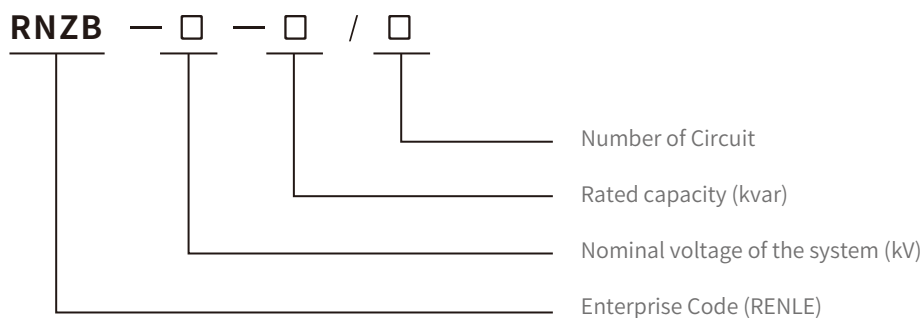 RNZB — □ — □ / □
Number of Circuit
Rated capacity (kvar)
Nominal voltage of the system (kV)
Enterprise Code (RENLE)